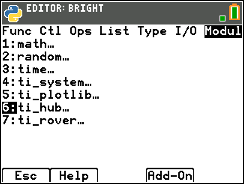 EDITOR: BRIGHT
Func Ctl Ops List Type I/O Modul
1:math…
2:random…
3:time…
4:ti_system…
5:ti_plotlib…
6:ti_hub…
7:ti_rover…
Esc Help Add-On